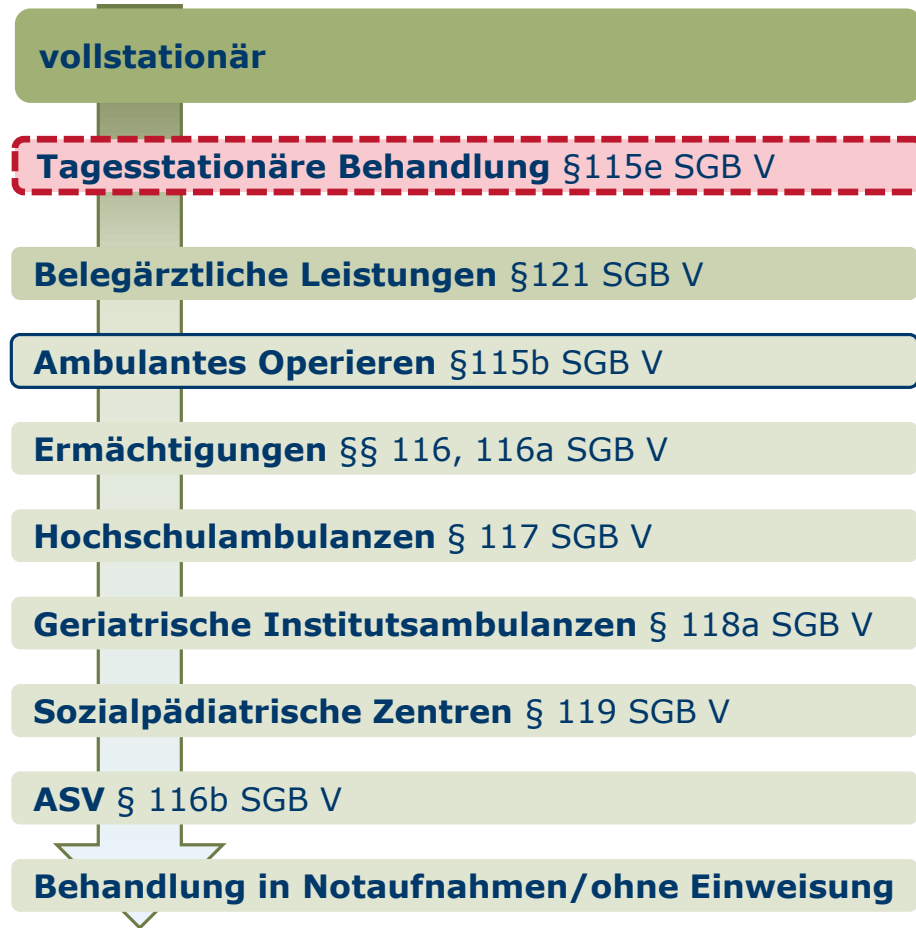 vollstationär
Tagesstationäre Behandlung §115e SGB V
Belegärztliche Leistungen §121 SGB V
Ambulantes Operieren §115b SGB V
Ermächtigungen §§ 116, 116a SGB V
Hochschulambulanzen § 117 SGB V
Geriatrische Institutsambulanzen § 118a SGB V
Sozialpädiatrische Zentren § 119 SGB V
ASV § 116b SGB V
Behandlung in Notaufnahmen/ohne Einweisung